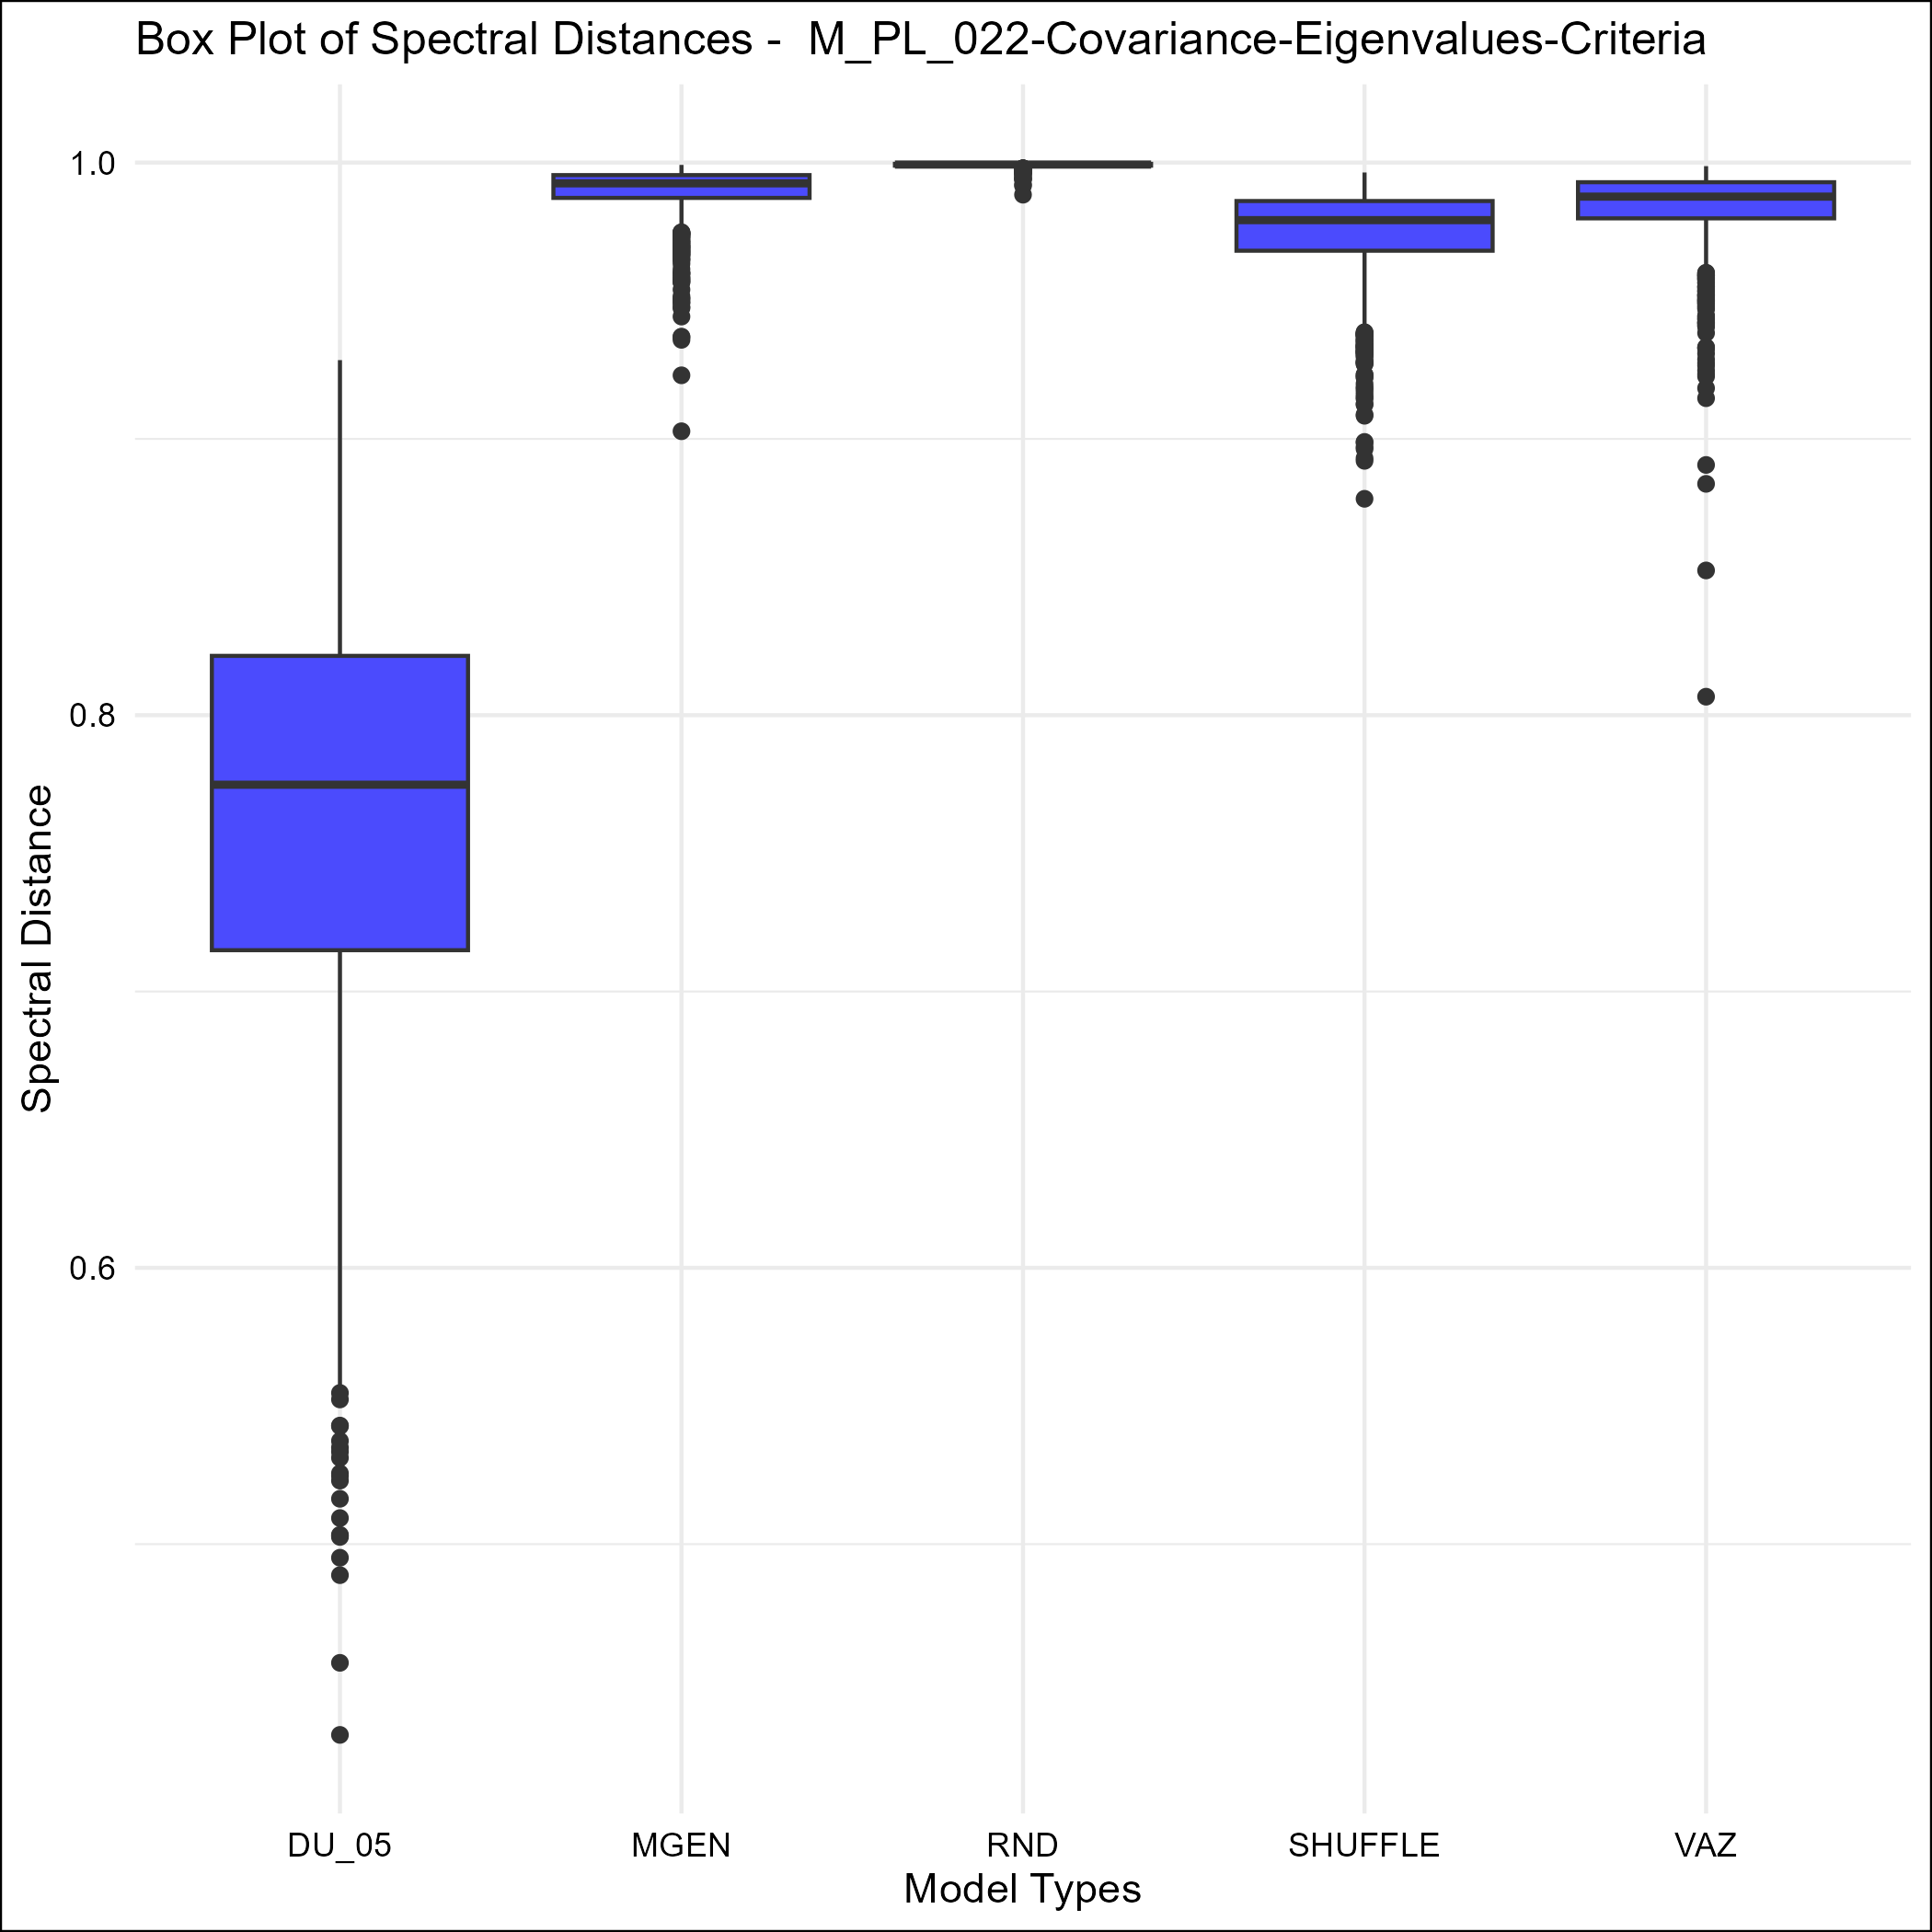 Box Plot of Spectral Distances -  M_PL_022-Covariance-Eigenvalues-Criteria
Spectral Distance
1.0
0.8
0.6
DU_05 MGEN RND SHUFFLE VAZ
Model Types